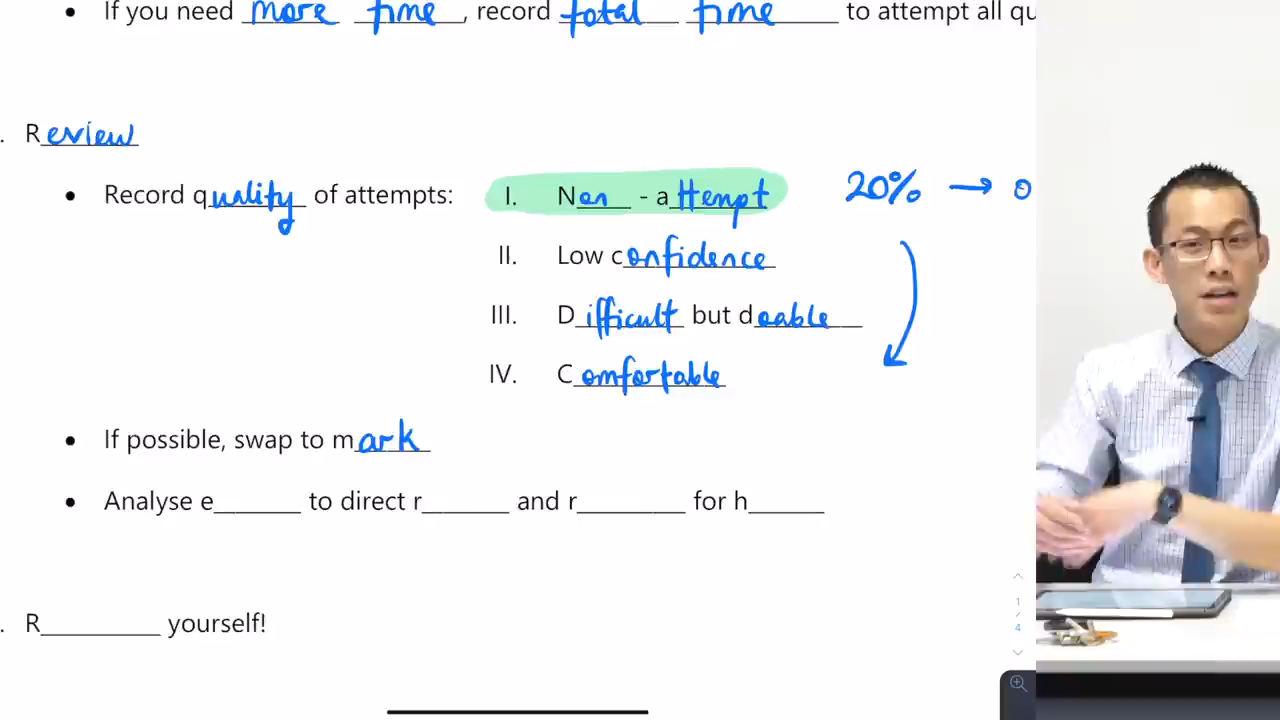 • If you need more time, record total time to attempt all qu
. Review
• Record quality of attempts: I. Non - attempt 20% → 0
II. Low confidence
III. Difficult but doable
IV. Comfortable
• If possible, swap to mark
• Analyse e_______ to direct r_______ and r_________ for h______
. R__________ yourself!
1
/
4